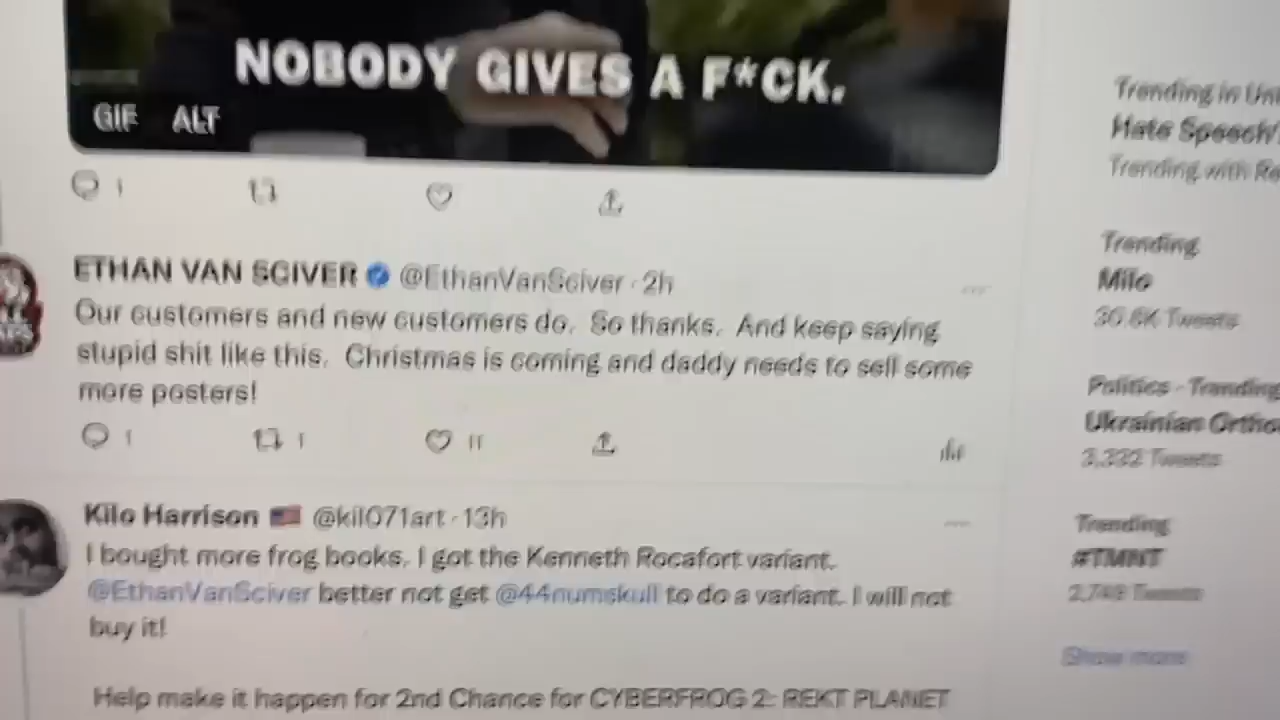 NOBODY GIVES A F*CK.
GIF ALT
1
ETHAN VAN SCIVER @EthanVanSciver · 2h
Our customers and new customers do. So thanks. And keep saying
stupid shit like this. Christmas is coming and daddy needs to sell some
more posters!
1 1 11
Kilo Harrison @kil071art · 13h
I bought more frog books. I got the Kenneth Rocafort variant.
@EthanVanSciver better not get @44numskull to do a variant. I will not
buy it!
Help make it happen for 2nd Chance for CYBERFROG 2: REKT PLANET
Trending in
Hate Speech
Trending with
Trending
Milo
30.6K Tweets
Politics · Trending
Ukrainian
3,332 Tweets
Trending
#TMNT
2,749 Tweets
Show more